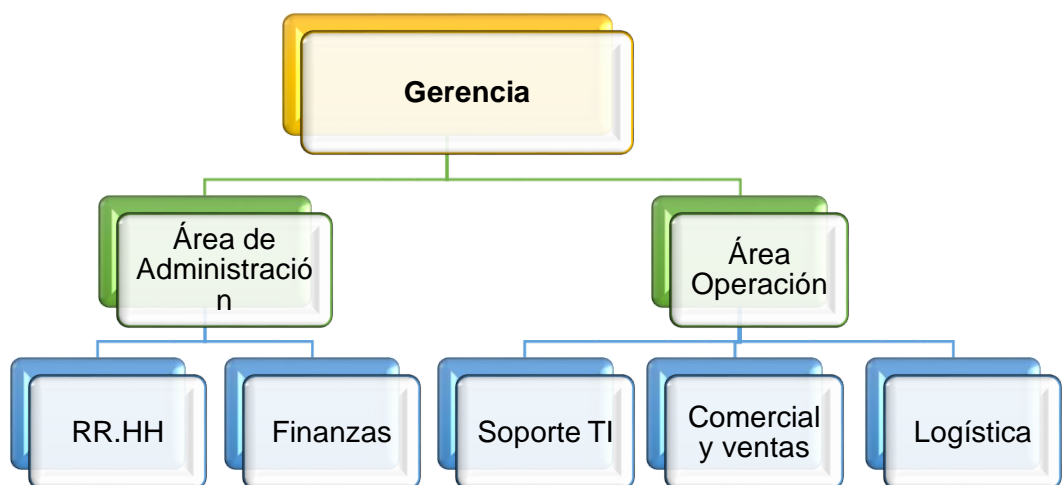 Gerencia
Área de
Administració
n
Área
Operación
RR.HH
Finanzas
Soporte TI
Comercial
y ventas
Logística